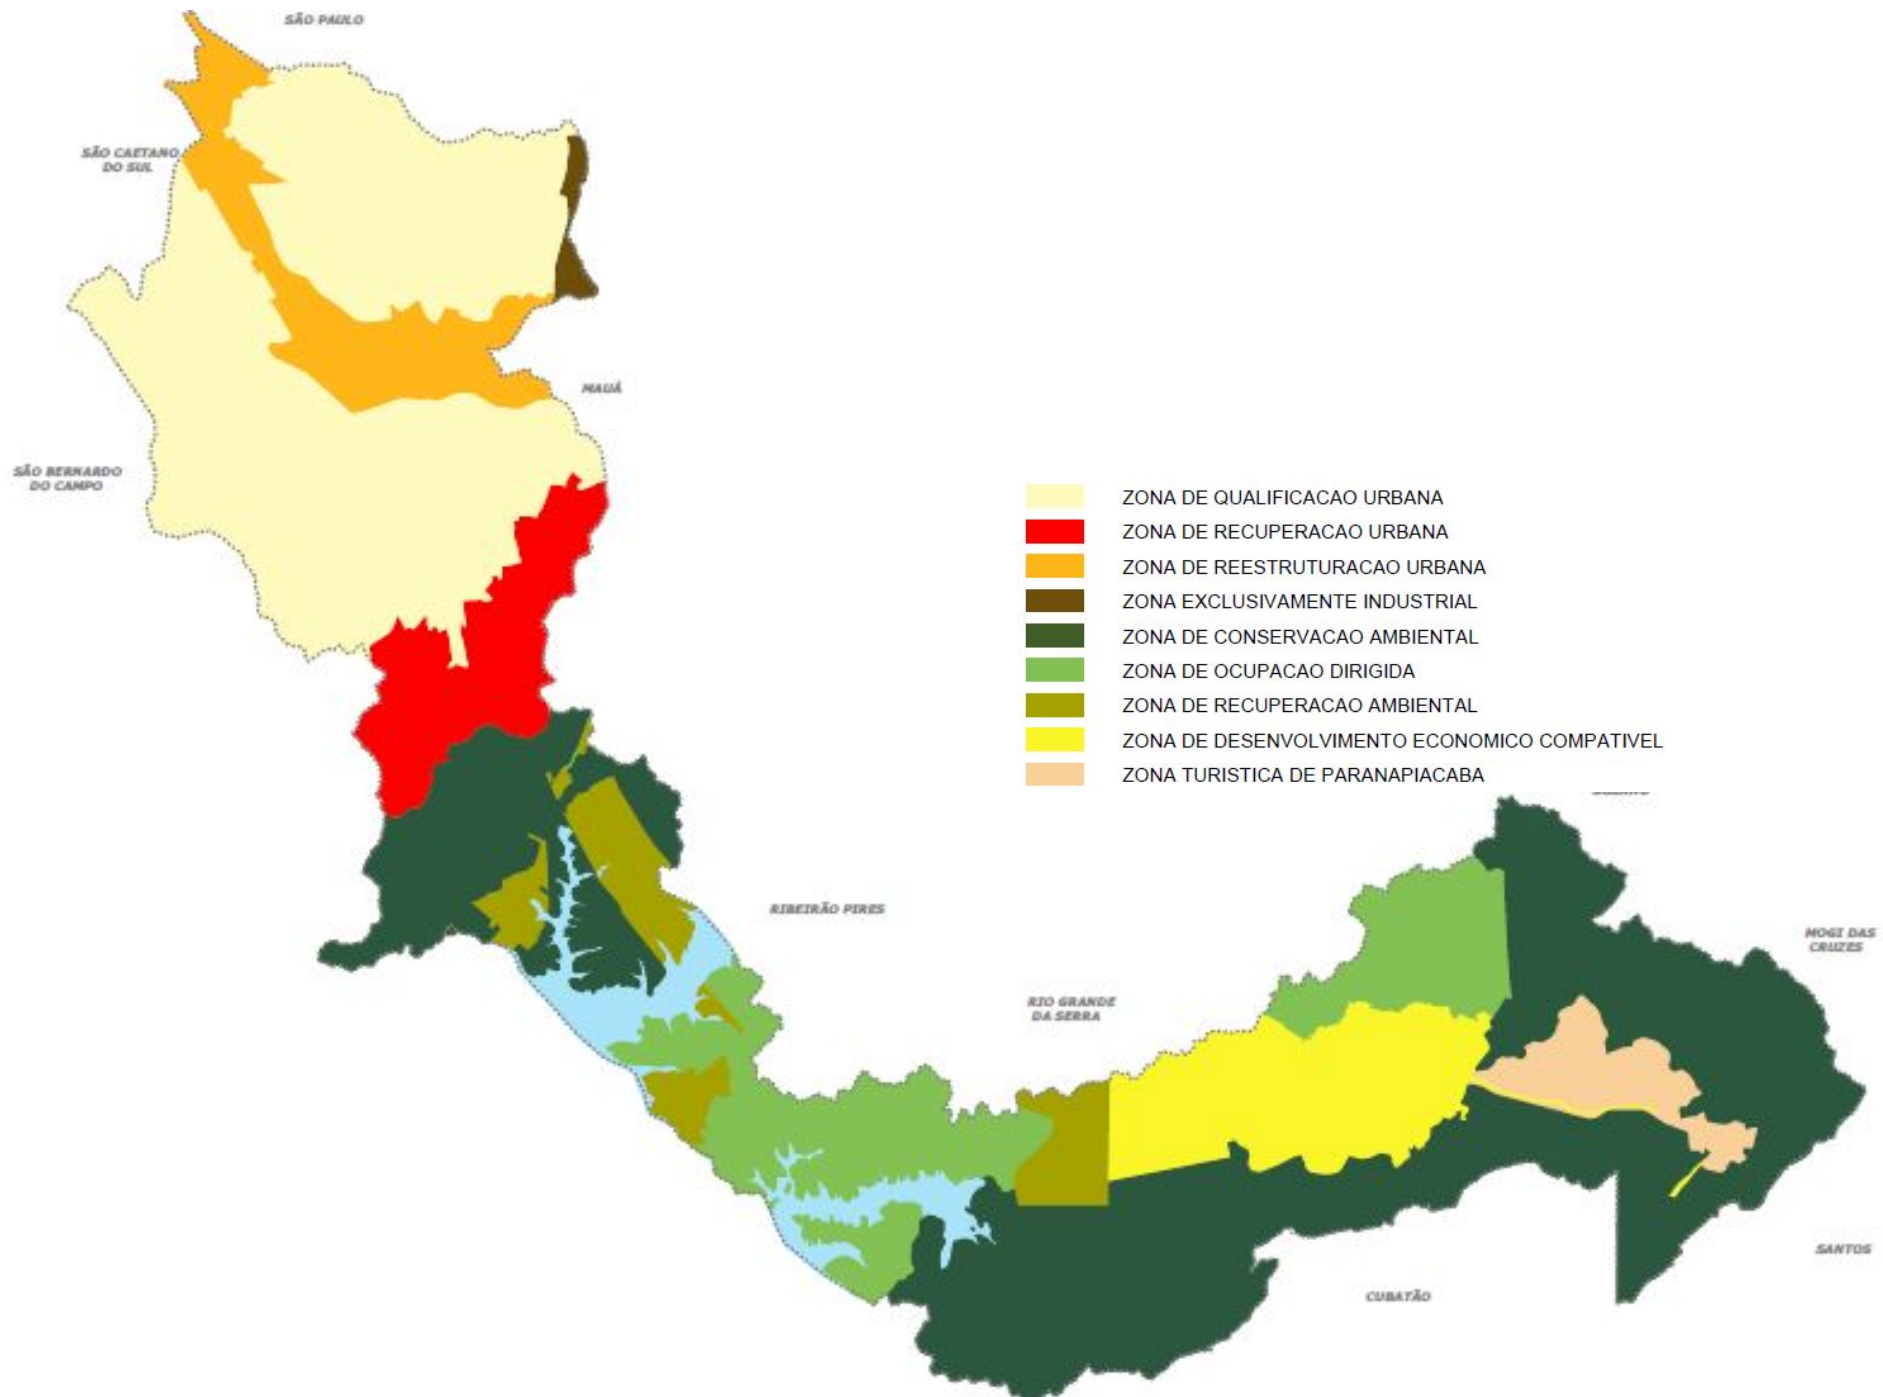 SÃO PAULO
SÃO CAETANO
DO SUL
MAUÁ
SÃO BERNARDO
DO CAMPO
ZONA DE QUALIFICACAO URBANA
ZONA DE RECUPERACAO URBANA
ZONA DE REESTRUTURACAO URBANA
ZONA EXCLUSIVAMENTE INDUSTRIAL
ZONA DE CONSERVACAO AMBIENTAL
ZONA DE OCUPACAO DIRIGIDA
ZONA DE RECUPERACAO AMBIENTAL
ZONA DE DESENVOLVIMENTO ECONOMICO COMPATIVEL
ZONA TURISTICA DE PARANAPIACABA
RIBEIRÃO PIRES
MOGI DAS
CRUZES
RIO GRANDE
DA SERRA
SANTOS
CUBATÃO